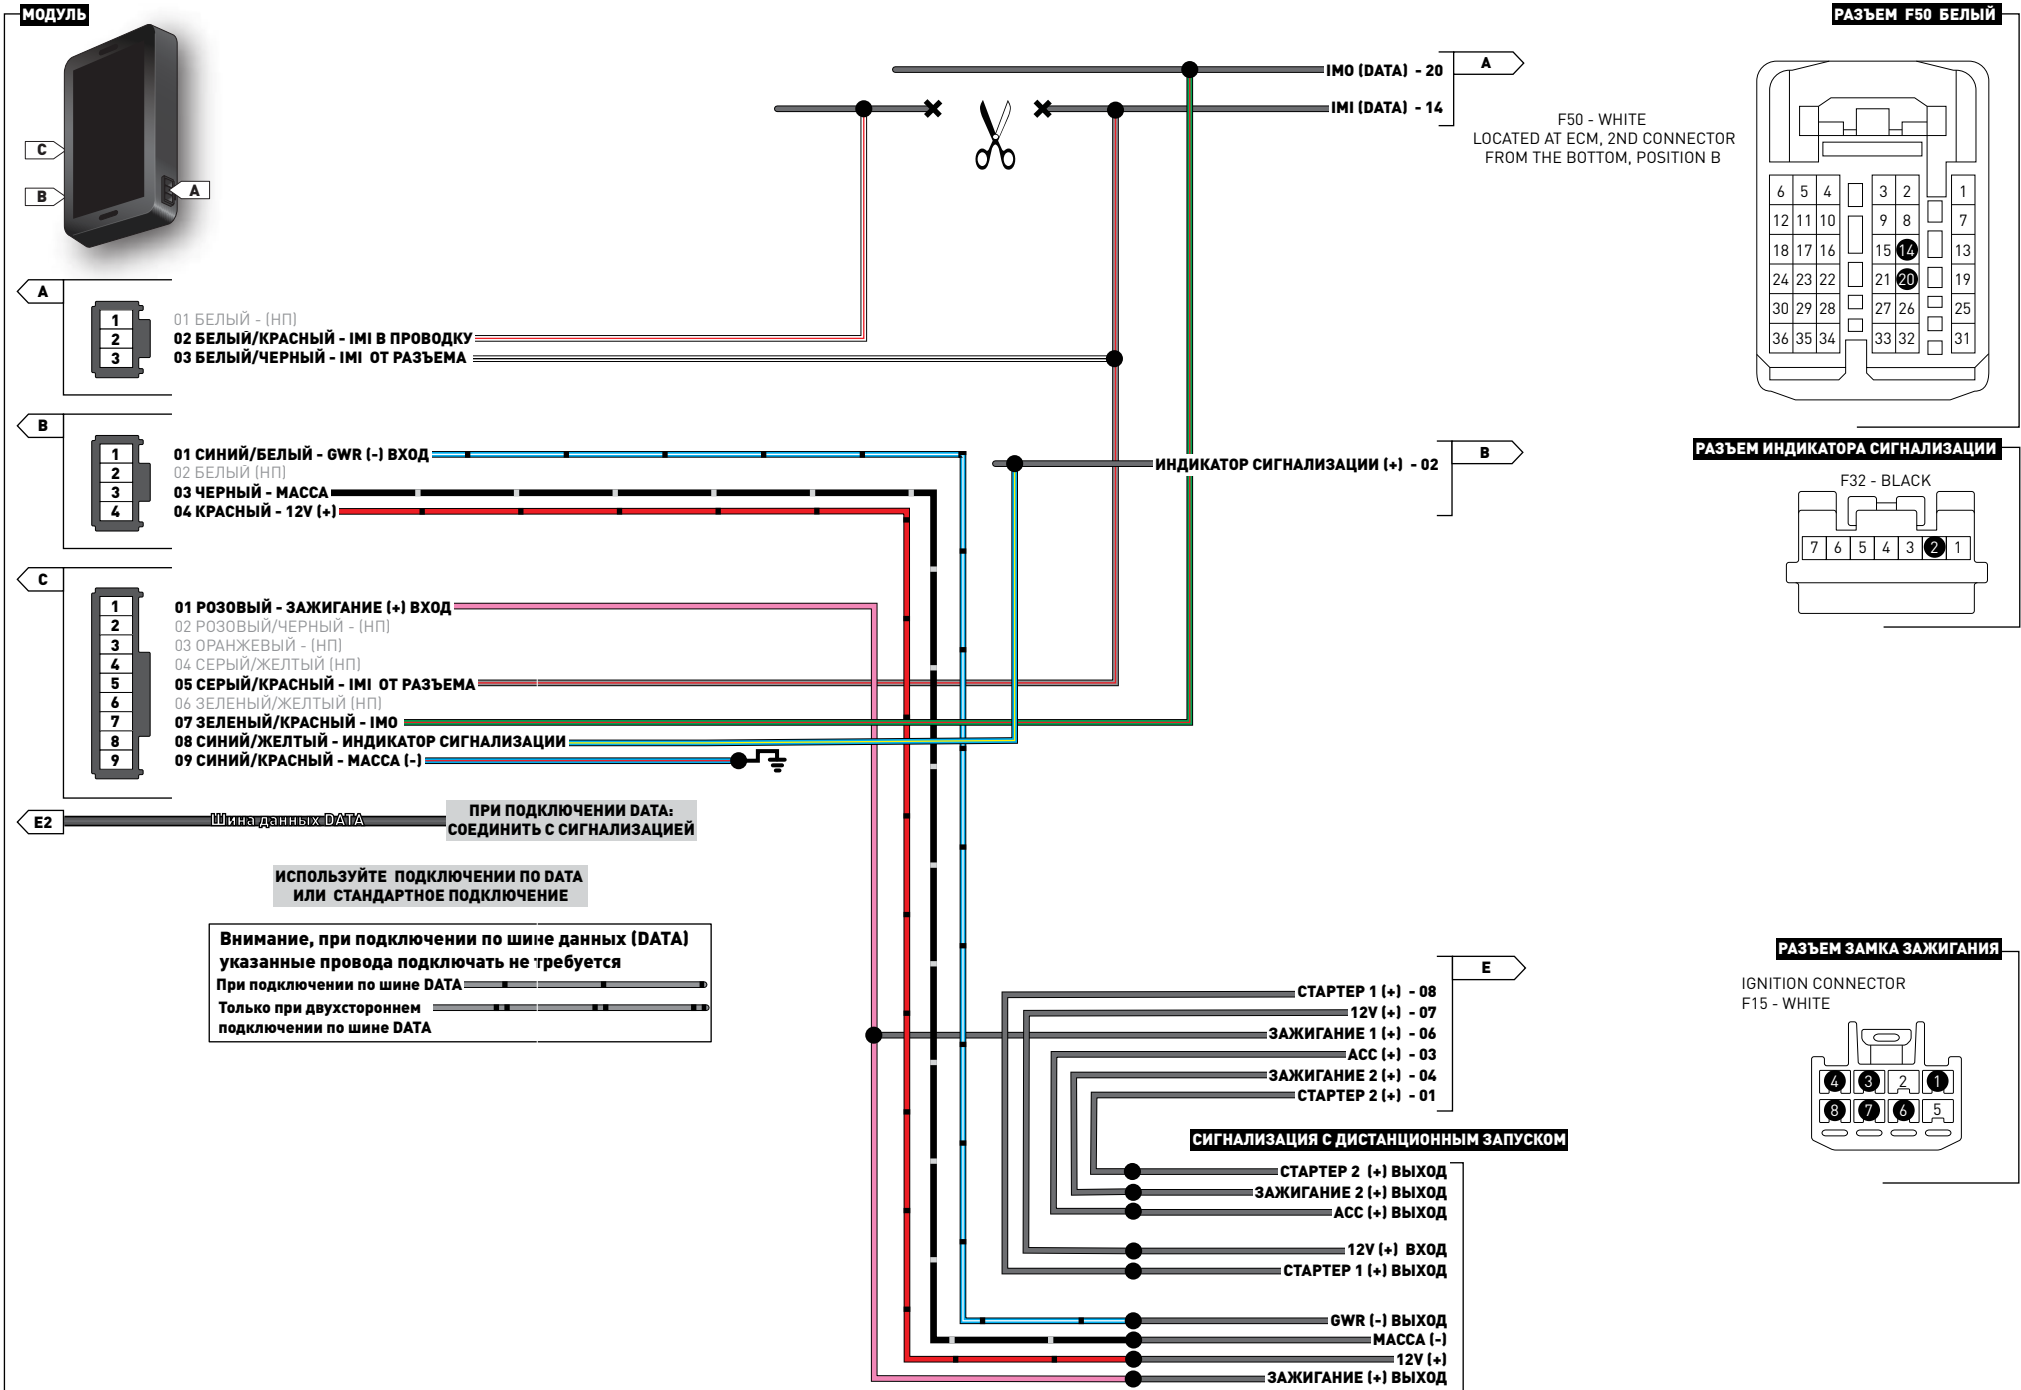 МОДУЛЬ
C
B
A
A
1
2
3
01 БЕЛЫЙ - (НП)
02 БЕЛЫЙ/КРАСНЫЙ - IMI В ПРОВОДКУ
03 БЕЛЫЙ/ЧЕРНЫЙ - IMI ОТ РАЗЪЕМА
B
1
2
3
4
01 СИНИЙ/БЕЛЫЙ - GWR (-) ВХОД
02 БЕЛЫЙ (НП)
03 ЧЕРНЫЙ - МАССА
04 КРАСНЫЙ - 12V (+)
C
1
2
3
4
5
6
7
8
9
01 РОЗОВЫЙ - ЗАЖИГАНИЕ (+) ВХОД
02 РОЗОВЫЙ/ЧЕРНЫЙ - (НП)
03 ОРАНЖЕВЫЙ - (НП)
04 СЕРЫЙ/ЖЕЛТЫЙ (НП)
05 СЕРЫЙ/КРАСНЫЙ - IMI ОТ РАЗЪЕМА
06 ЗЕЛЕНЫЙ/ЖЕЛТЫЙ (НП)
07 ЗЕЛЕНЫЙ/КРАСНЫЙ - IMO
08 СИНИЙ/ЖЕЛТЫЙ - ИНДИКАТОР СИГНАЛИЗАЦИИ
09 СИНИЙ/КРАСНЫЙ - МАССА (-)
E2
Шина данных DATA
ПРИ ПОДКЛЮЧЕНИИ DATA:
СОЕДИНИТЬ С СИГНАЛИЗАЦИЕЙ
ИСПОЛЬЗУЙТЕ ПОДКЛЮЧЕНИИ ПО DATA
ИЛИ СТАНДАРТНОЕ ПОДКЛЮЧЕНИЕ
Внимание, при подключении по шине данных (DATA)
указанные провода подключать не требуется
При подключении по шине DATA
Только при двухстороннем
подключении по шине DATA
IMO (DATA) - 20
IMI (DATA) - 14
A
F50 - WHITE
LOCATED AT ECM, 2ND CONNECTOR
FROM THE BOTTOM, POSITION B
ИНДИКАТОР СИГНАЛИЗАЦИИ (+) - 02
B
E
СТАРТЕР 1 (+) - 08
12V (+) - 07
ЗАЖИГАНИЕ 1 (+) - 06
ACC (+) - 03
ЗАЖИГАНИЕ 2 (+) - 04
СТАРТЕР 2 (+) - 01
СИГНАЛИЗАЦИЯ С ДИСТАНЦИОННЫМ ЗАПУСКОМ
СТАРТЕР 2 (+) ВЫХОД
ЗАЖИГАНИЕ 2 (+) ВЫХОД
ACC (+) ВЫХОД
12V (+) ВХОД
СТАРТЕР 1 (+) ВЫХОД
GWR (-) ВЫХОД
МАССА (-)
12V (+)
ЗАЖИГАНИЕ (+) ВЫХОД
РАЗЪЕМ F50 БЕЛЫЙ
6 5 4 3 2 1
12 11 10 9 8 7
18 17 16 15 14 13
24 23 22 21 20 19
30 29 28 27 26 25
36 35 34 33 32 31
РАЗЪЕМ ИНДИКАТОРА СИГНАЛИЗАЦИИ
F32 - BLACK
7 6 5 4 3 2 1
РАЗЪЕМ ЗАМКА ЗАЖИГАНИЯ
IGNITION CONNECTOR
F15 - WHITE
4 3 2 1
8 7 6 5